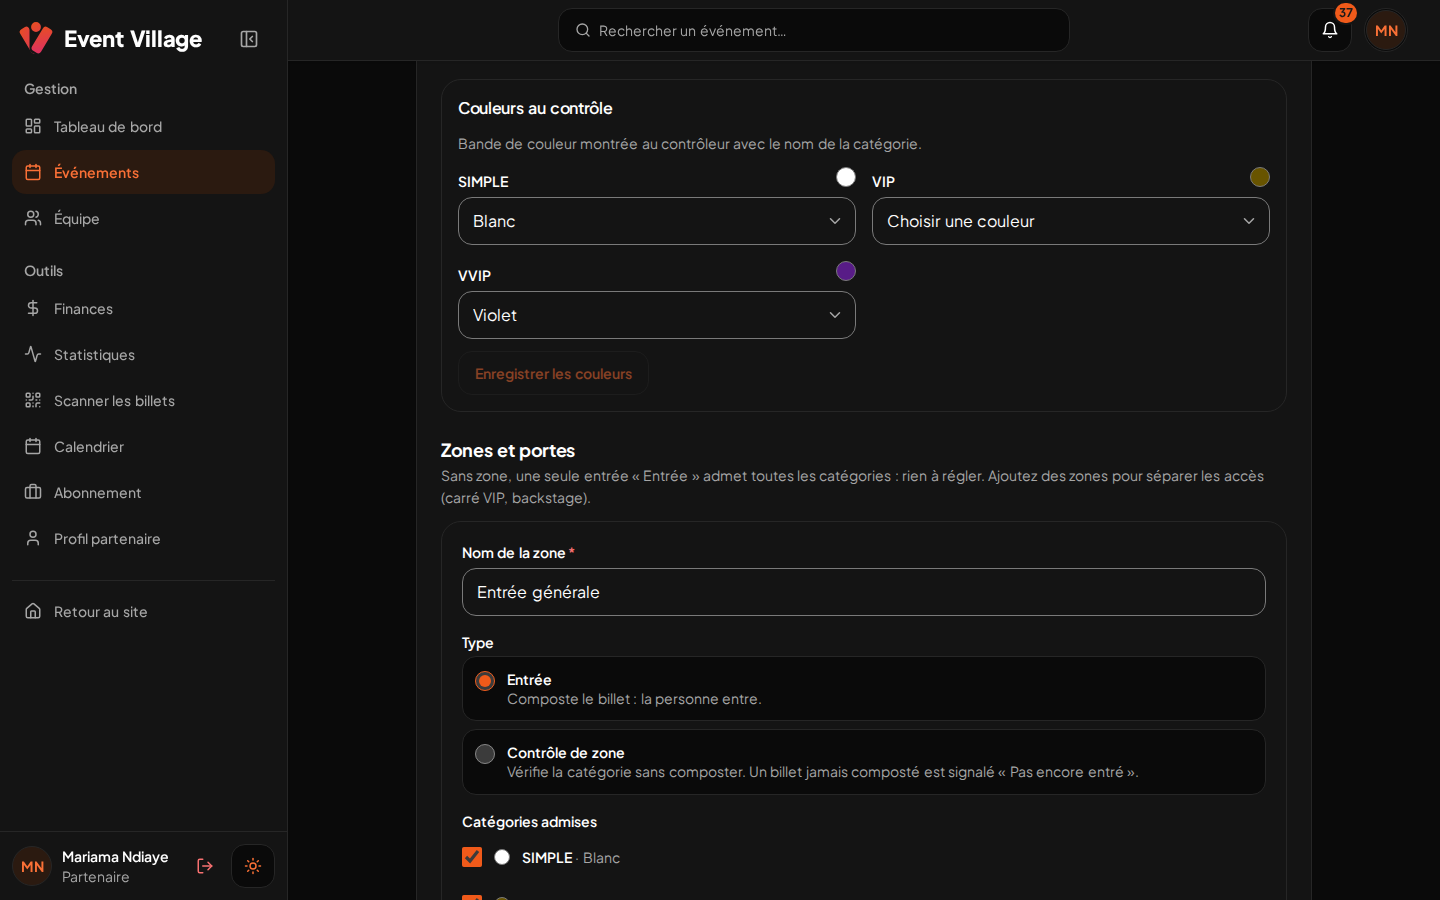 Event Village
Gestion
Tableau de bord
Événements
Équipe
Outils
Finances
Statistiques
Scanner les billets
Calendrier
Abonnement
Profil partenaire
Retour au site
MN
Mariama Ndiaye
Partenaire
Rechercher un événement...
37
MN
Couleurs au contrôle
Bande de couleur montrée au contrôleur avec le nom de la catégorie.
SIMPLE
Blanc
VIP
Choisir une couleur
VVIP
Violet
Enregistrer les couleurs
Zones et portes
Sans zone, une seule entrée « Entrée » admet toutes les catégories : rien à régler. Ajoutez des zones pour séparer les accès
(carré VIP, backstage).
Nom de la zone *
Entrée générale
Type
Entrée
Composte le billet : la personne entre.
Contrôle de zone
Vérifie la catégorie sans composter. Un billet jamais composté est signalé « Pas encore entré ».
Catégories admises
SIMPLE · Blanc